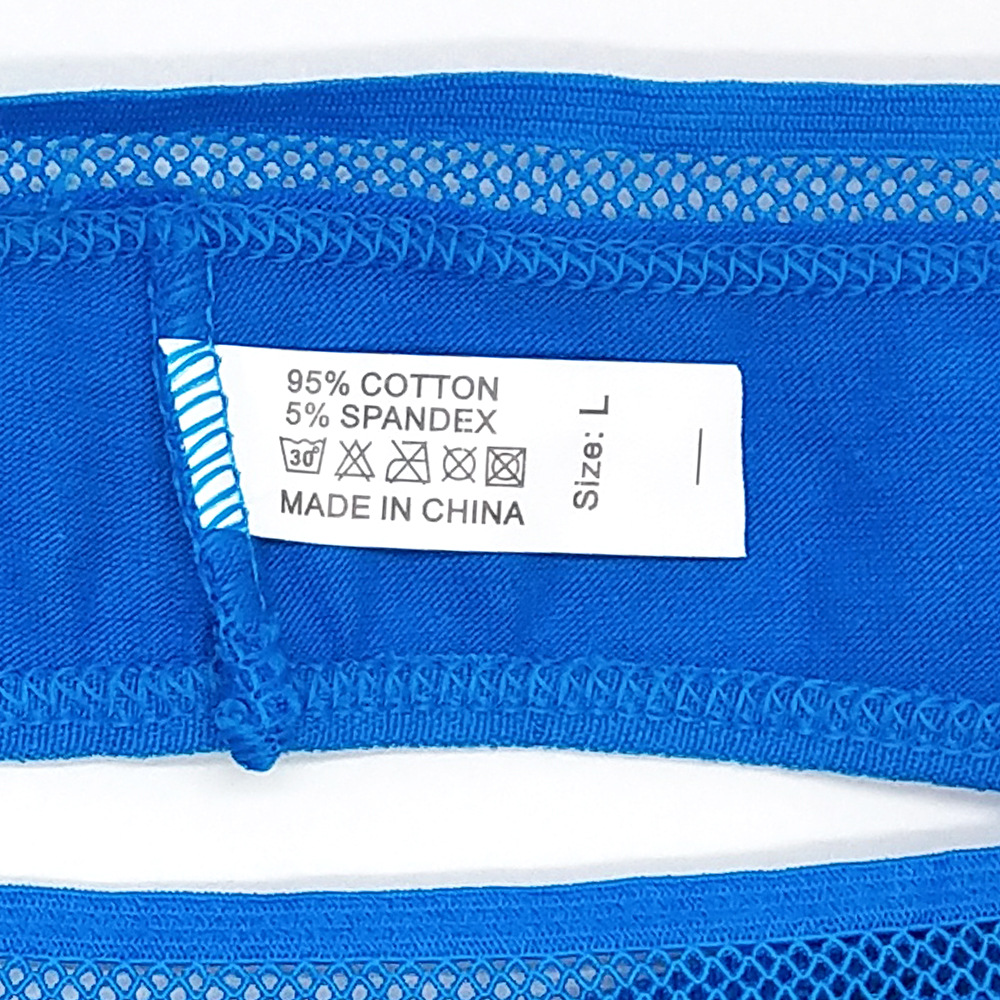 95% COTTON
5% SPANDEX
30°
MADE IN CHINA
Size: L